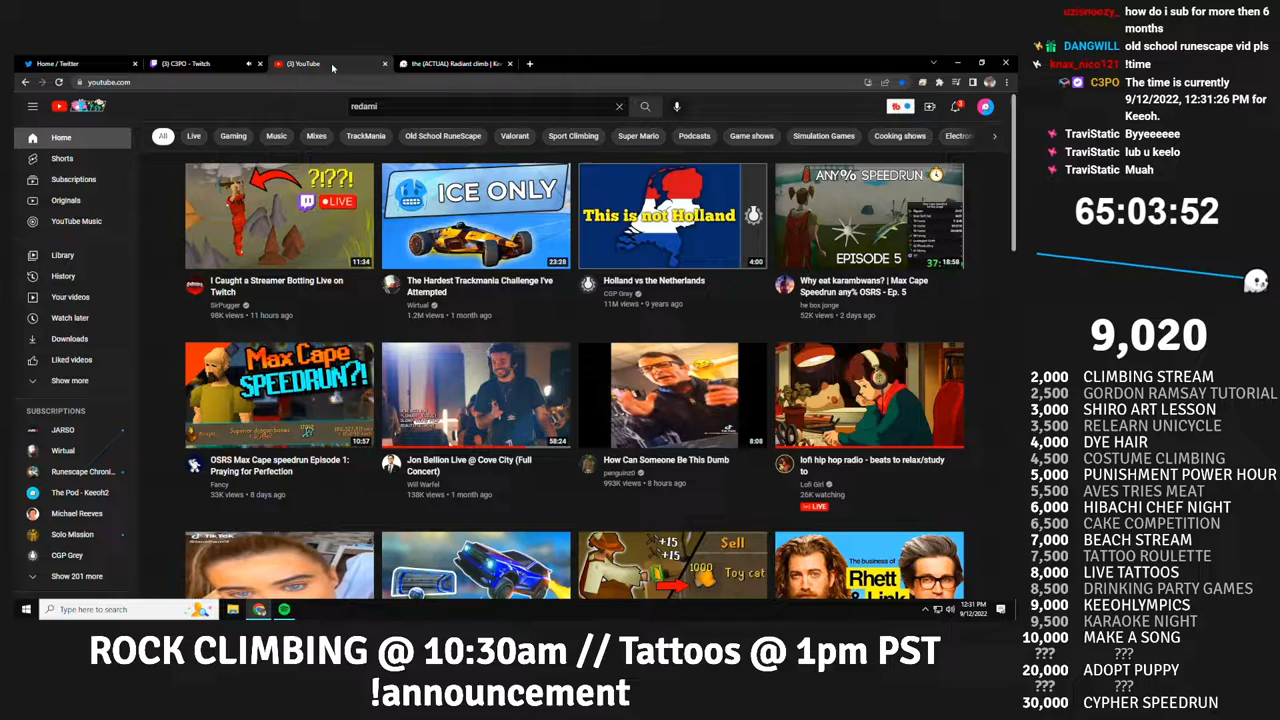 Home / Twitter
(3) C3PO - Twitch
(3) YouTube
the (ACTUAL) Radiant climb | Ke
youtube.com
redami
3
Home
Shorts
Subscriptions
Originals
YouTube Music
Library
History
Your videos
Watch later
Downloads
Liked videos
Show more
SUBSCRIPTIONS
JARSO
Wirtual
Runescape Chroni...
The Pod - Keeoh2
Michael Reeves
Solo Mission
CGP Grey
Show 201 more
All
Live
Gaming
Music
Mixes
TrackMania
Old School RuneScape
Valorant
Sport Climbing
Super Mario
Podcasts
Game shows
Simulation Games
Cooking shows
Electron
?!??!
LIVE
11:34
I Caught a Streamer Botting Live on
Twitch
SirPugger
98K views • 11 hours ago
ICE ONLY
23:28
The Hardest Trackmania Challenge I've
Attempted
Wirtual
1.2M views • 1 month ago
This is not Holland
4:00
Holland vs the Netherlands
CGP Grey
11M views • 9 years ago
ANY% SPEEDRUN
EPISODE 5
37:
18:58
Why eat karambwans? | Max Cape
Speedrun any% OSRS - Ep. 5
he box jonge
52K views • 2 days ago
Max Cape
SPEEDRUN?!
Superior dragon bones
10:57
OSRS Max Cape speedrun Episode 1:
Praying for Perfection
Fancy
33K views • 8 days ago
58:24
Jon Bellion Live @ Cove City (Full
Concert)
Will Warfel
138K views • 1 month ago
8:08
How Can Someone Be This Dumb
penguinz0
993K views • 8 hours ago
lofi hip hop radio - beats to relax/study
to
Lofi Girl
26K watching
LIVE
TikTok
+15
+15
Sell
1000
Toy cat
The business of
Rhett
& Link
Type here to search
12:31 PM
9/12/2022
ROCK CLIMBING @ 10:30am // Tattoos @ 1pm PST
!announcement
uzisnoozy_ how do i sub for more then 6
months
DANGWILL old school runescape vid pls
knax_nico121 !time
C3PO The time is currently
9/12/2022, 12:31:26 PM for
Keeoh.
TraviStatic Byyeeeeee
TraviStatic lub u keelo
TraviStatic Muah
65:03:52
9,020
2,000 CLIMBING STREAM
2,500 GORDON RAMSAY TUTORIAL
3,000 SHIRO ART LESSON
3,500 RELEARN UNICYCLE
4,000 DYE HAIR
4,500 COSTUME CLIMBING
5,000 PUNISHMENT POWER HOUR
5,500 AVES TRIES MEAT
6,000 HIBACHI CHEF NIGHT
6,500 CAKE COMPETITION
7,000 BEACH STREAM
7,500 TATTOO ROULETTE
8,000 LIVE TATTOOS
8,500 DRINKING PARTY GAMES
9,000 KEEOHLYMPICS
9,500 KARAOKE NIGHT
10,000 MAKE A SONG
??? ???
20,000 ADOPT PUPPY
??? ???
30,000 CYPHER SPEEDRUN